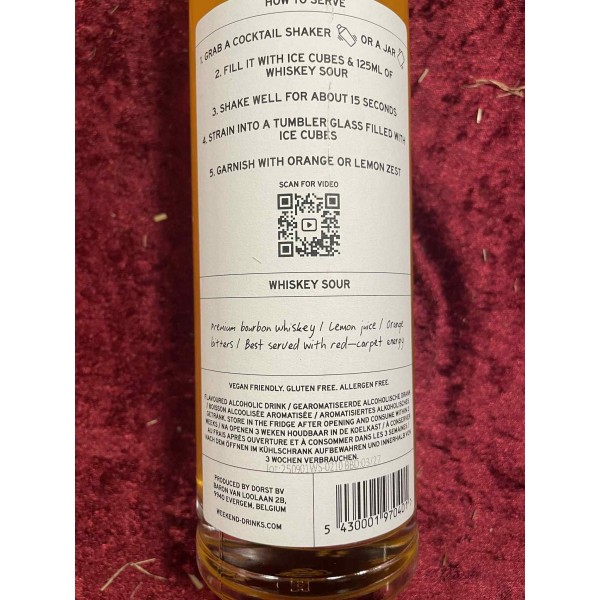 HOW TO SERVE
1. GRAB A COCKTAIL SHAKER OR A JAR
2. FILL IT WITH ICE CUBES & 125ML OF
WHISKEY SOUR
3. SHAKE WELL FOR ABOUT 15 SECONDS
4. STRAIN INTO A TUMBLER GLASS FILLED WITH
ICE CUBES
5. GARNISH WITH ORANGE OR LEMON ZEST
SCAN FOR VIDEO
WHISKEY SOUR
Premium bourbon whiskey / Lemon juice / Orange
bitters / Best served with red-carpet energy
VEGAN FRIENDLY. GLUTEN FREE. ALLERGEN FREE.
FLAVOURED ALCOHOLIC DRINK / GEAROMATISEERDE ALCOHOLISCHE DRANK
/ BOISSON ALCOOLISÉE AROMATISÉE / AROMATISIERTES ALKOHOLISCHES
GETRÄNK. STORE IN THE FRIDGE AFTER OPENING AND CONSUME WITHIN 3
WEEKS / NA OPENEN 3 WEKEN HOUDBAAR IN DE KOELKAST / À CONSERVER
AU FRAIS APRÈS OUVERTURE ET À CONSOMMER DANS LES 3 SEMAINES /
NACH DEM ÖFFNEN IM KÜHLSCHRANK AUFBEWAHREN UND INNERHALB VON
3 WOCHEN VERBRAUCHEN.
PRODUCED BY DORST BV
BARON VAN LOOLAAN 2B,
9940 EVERGEM, BELGIUM
WEEKEND-DRINKS.COM
5 430001 970401